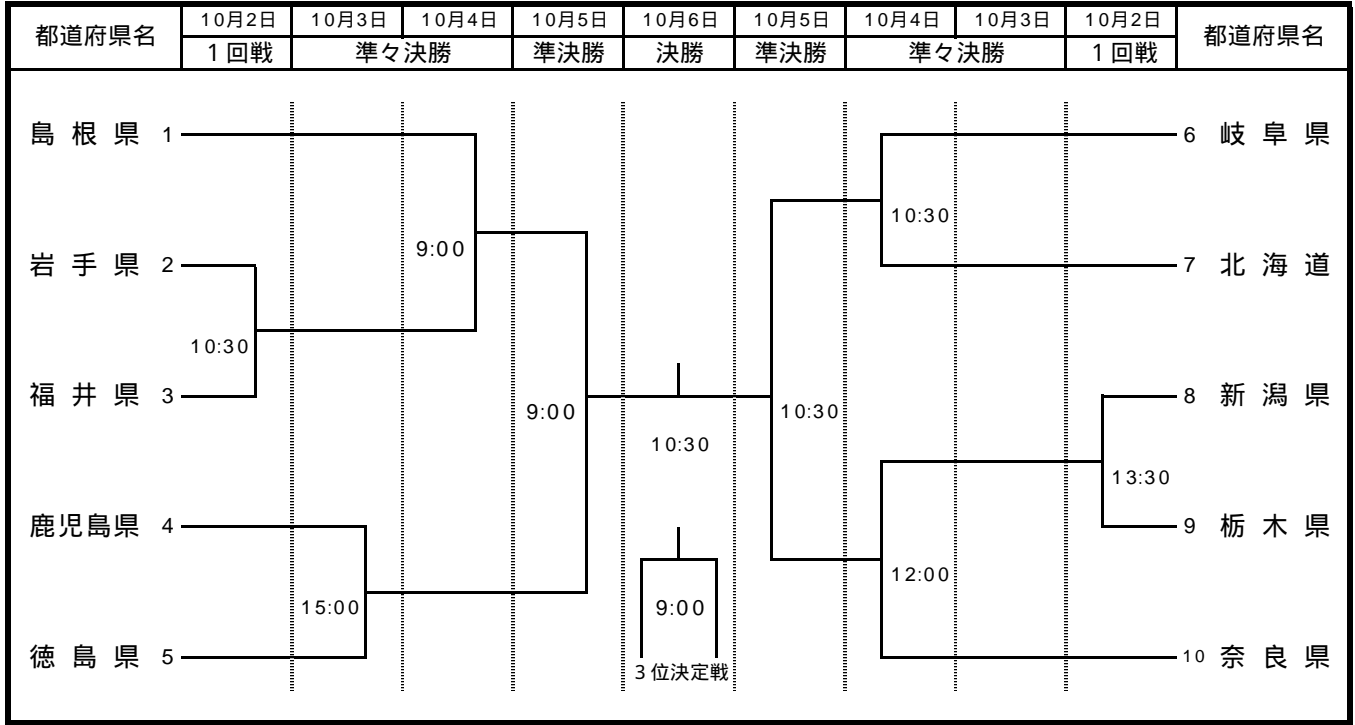 都道府県名 10月2日 10月3日 10月4日 10月5日 10月6日 10月5日 10月4日 10月3日 10月2日 都道府県名
1回戦 準々決勝 準決勝 決勝 準決勝 準々決勝 1回戦
島根県 1
6 岐阜県
10:30
9:00
岩手県 2
7 北海道
10:30
福井県 3
8 新潟県
9:00
10:30
10:30
13:30
鹿児島県 4
9 栃木県
12:00
15:00
9:00
徳島県 5
10 奈良県
3位決定戦